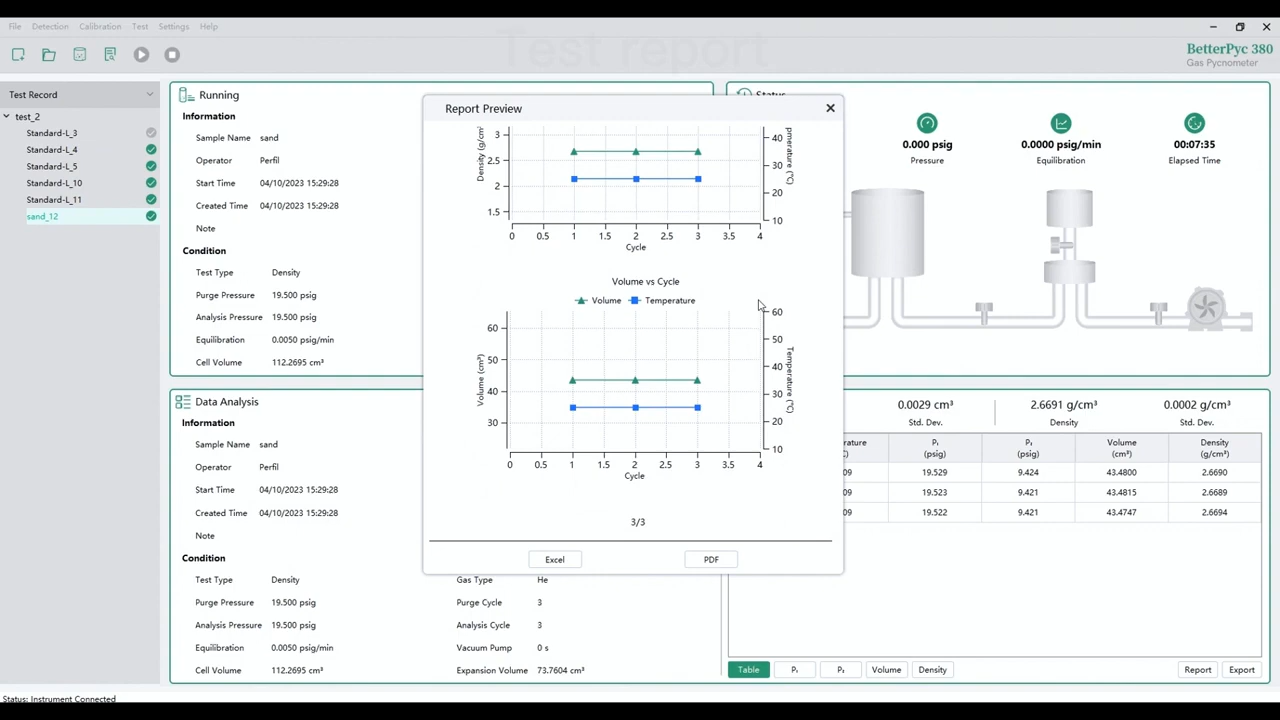 File Detection Calibration Test Settings Help
Test report
BetterPyc 380
Gas Pycnometer
Test Record
test_2
Standard-L_3
Standard-L_4
Standard-L_5
Standard-L_10
Standard-L_11
sand_12
Running
Information
Sample Name sand
Operator Perfil
Start Time 04/10/2023 15:29:28
Created Time 04/10/2023 15:29:28
Note
Condition
Test Type Density
Purge Pressure 19.500 psig
Analysis Pressure 19.500 psig
Equilibration 0.0050 psig/min
Cell Volume 112.2695 cm³
Status
0.000 psig
Pressure
0.0000 psig/min
Equilibration
00:07:35
Elapsed Time
Report Preview
Density (g/cm³
3
2.5
2
1.5
40
30
20
10
pmerature (°C)
0 0.5 1 1.5 2 2.5 3 3.5 4
Cycle
Volume vs Cycle
Volume Temperature
Volume (cm³)
60
50
40
30
60
50
40
30
20
10
Temperature (°C)
0 0.5 1 1.5 2 2.5 3 3.5 4
Cycle
3/3
Excel PDF
Data Analysis
Information
Sample Name sand
Operator Perfil
Start Time 04/10/2023 15:29:28
Created Time 04/10/2023 15:29:28
Note
Condition
Test Type Density
Purge Pressure 19.500 psig
Analysis Pressure 19.500 psig
Equilibration 0.0050 psig/min
Cell Volume 112.2695 cm³
Gas Type He
Purge Cycle 3
Analysis Cycle 3
Vacuum Pump 0 s
Expansion Volume 73.7604 cm³
0.0029 cm³ 2.6691 g/cm³ 0.0002 g/cm³
Std. Dev. Density Std. Dev.
rature P₁ P₁ Volume Density
C) (psig) (psig) (cm³) (g/cm³)
09 19.529 9.424 43.4800 2.6690
09 19.523 9.421 43.4815 2.6689
09 19.522 9.421 43.4747 2.6694
Table P₁ P₂ Volume Density Report Export
Status: Instrument Connected